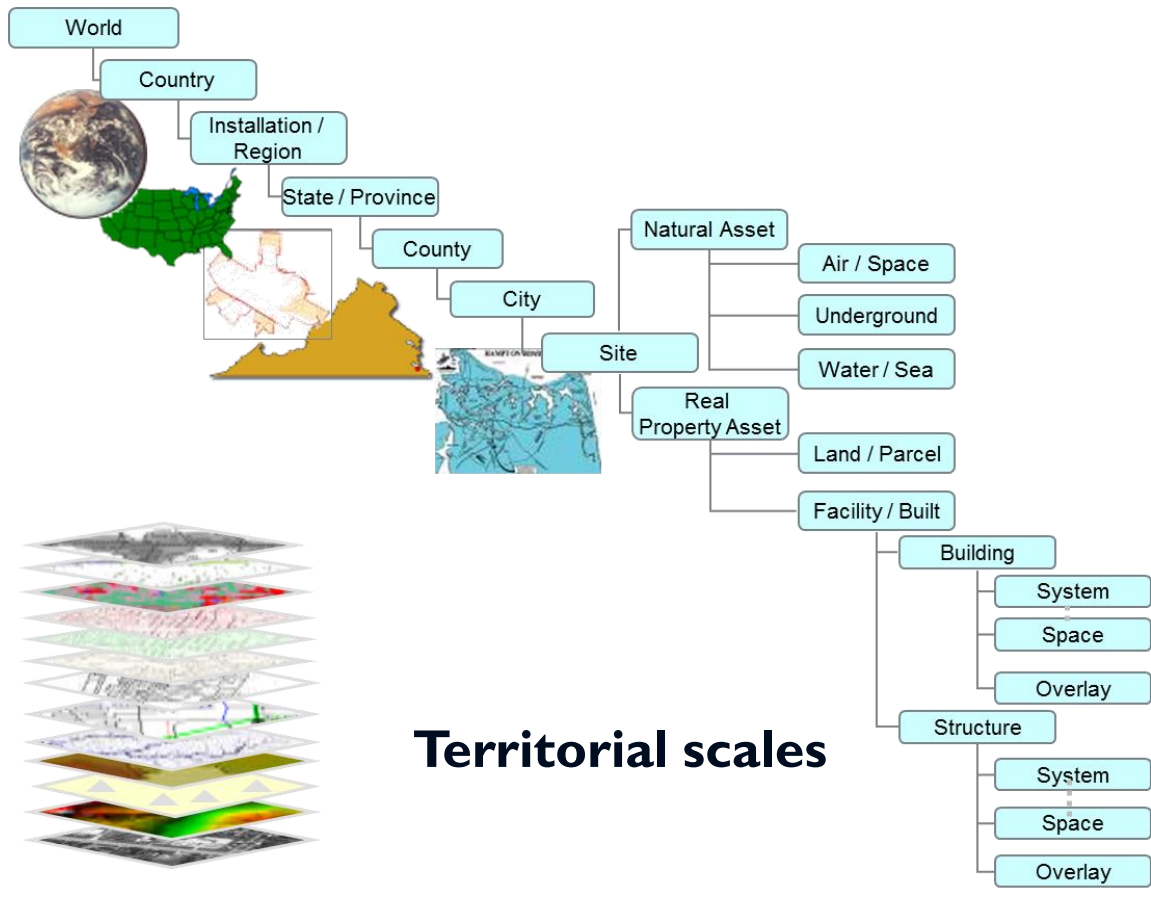 World
Country
Installation /
Region
State / Province
County
City
Site
Natural Asset
Air / Space
Underground
Water / Sea
Real
Property Asset
Land / Parcel
Facility / Built
Building
System
Space
Overlay
Structure
System
Space
Overlay
Territorial scales